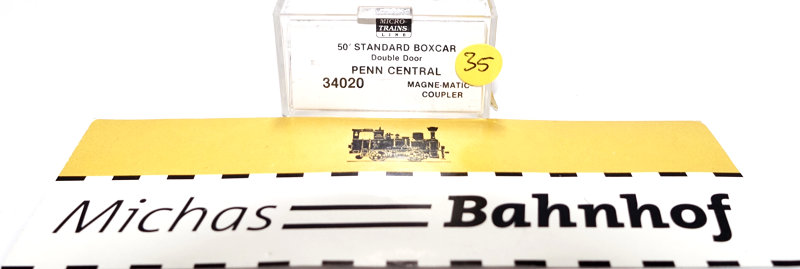 MICRO-
TRAINS
LINE
50' STANDARD BOXCAR
Double Door
PENN CENTRAL
34020 MAGNE-MATIC
COUPLER
35
Michas Bahnhof